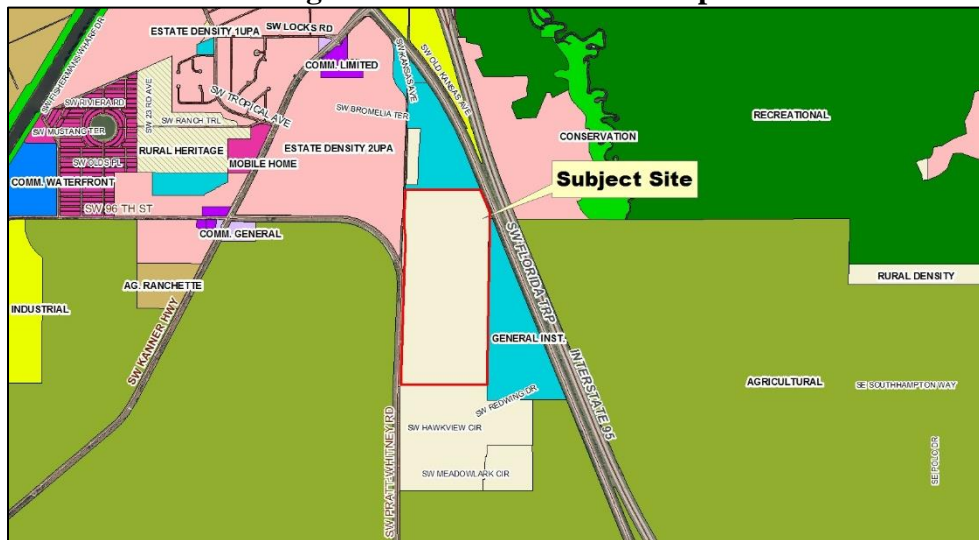 ESTATE DENSITY 1UPA
SW LOCKS RD
SW FISHERMANS WHARF DR
COMM. LIMITED
SW KANSAS AVE
SW OLD KANSAS AVE
SW RIVIERA RD
SW 23 RD AVE
SW TROPICAL AVE
SW BROMELIA TER
RECREATIONAL
SW MUSTANG TER
SW RANCH TRL
CONSERVATION
RURAL HERITAGE
ESTATE DENSITY 2UPA
SW OLDS PL
MOBILE HOME
COMM. WATERFRONT
Subject Site
SW 96 TH ST
COMM. GENERAL
SW FLORIDA TRP
RURAL DENSITY
AG. RANCHETTE
INDUSTRIAL
SW KANNER HWY
GENERAL INST.
INTERSTATE 95
AGRICULTURAL
SE SOUTHHAMPTON WAY
SW REDWING DR
SW HAWKVIEW CIR
SW PRATT WHITNEY RD
SW MEADOWLARK CIR
SE POLO DR